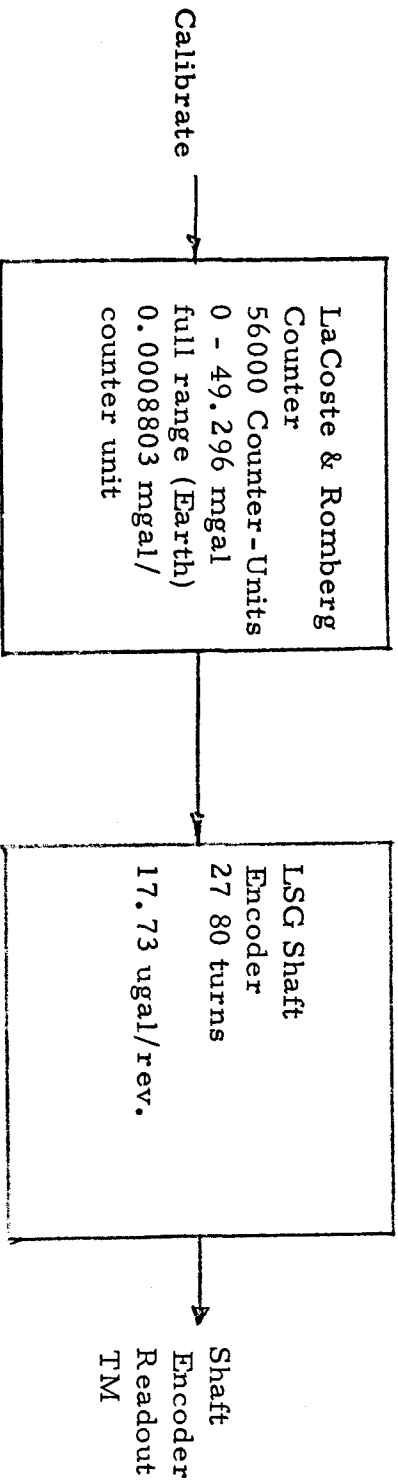 Calibrate
LaCoste & Romberg
Counter
56000 Counter-Units
0 - 49.296 mgal
full range (Earth)
0.0008803 mgal/
counter unit
LSG Shaft
Encoder
27 80 turns
17.73 ugal/rev.
Shaft
Encoder
Readout
TM